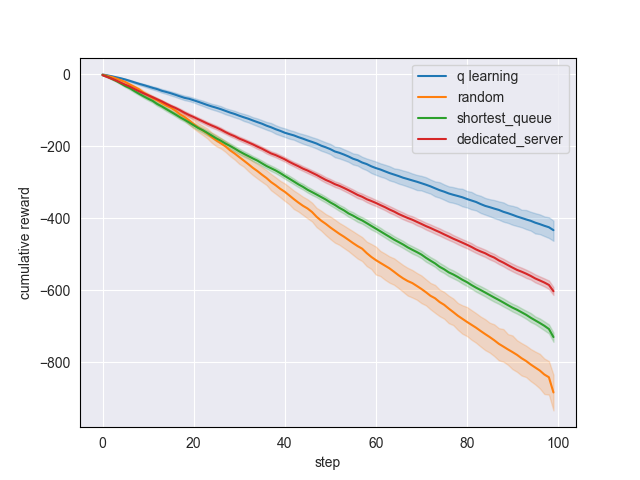 q learning
random
shortest_queue
dedicated_server
0
−200
−400
−600
−800
cumulative reward
0 20 40 60 80 100
step